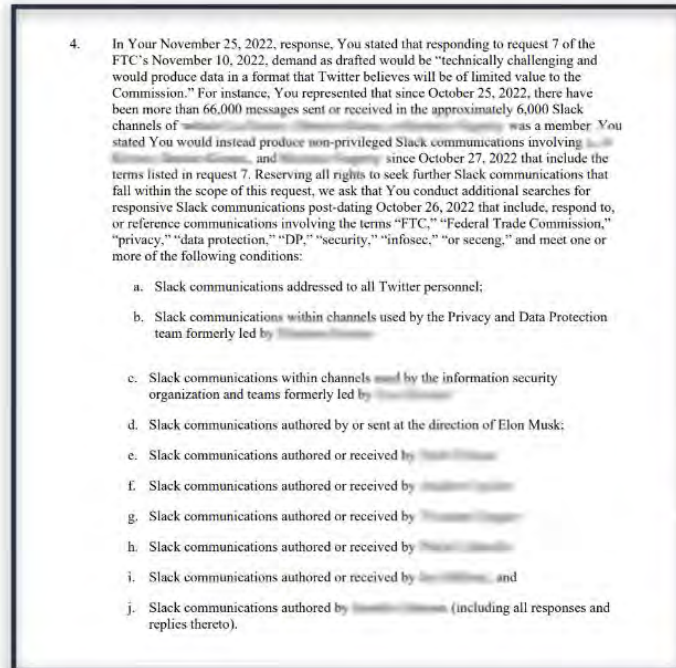 4. In Your November 25, 2022, response, You stated that responding to request 7 of the
FTC's November 10, 2022, demand as drafted would be “technically challenging and
would produce data in a format that Twitter believes will be of limited value to the
Commission.” For instance, You represented that since October 25, 2022, there have
been more than 66,000 messages sent or received in the approximately 6,000 Slack
channels of was a member You
stated You would instead produce non-privileged Slack communications involving
and since October 27, 2022 that include the
terms listed in request 7. Reserving all rights to seek further Slack communications that
fall within the scope of this request, we ask that You conduct additional searches for
responsive Slack communications post-dating October 26, 2022 that include, respond to,
or reference communications involving the terms “FTC,” “Federal Trade Commission,”
“privacy,” “data protection,” “DP,” “security,” “infosec,” “or seceng,” and meet one or
more of the following conditions:
a. Slack communications addressed to all Twitter personnel;
b. Slack communications within channels used by the Privacy and Data Protection
team formerly led by
c. Slack communications within channels used by the information security
organization and teams formerly led by
d. Slack communications authored by or sent at the direction of Elon Musk;
e. Slack communications authored or received by
f. Slack communications authored or received by
g. Slack communications authored or received by
h. Slack communications authored or received by
i. Slack communications authored or received by and
j. Slack communications authored by (including all responses and
replies thereto).